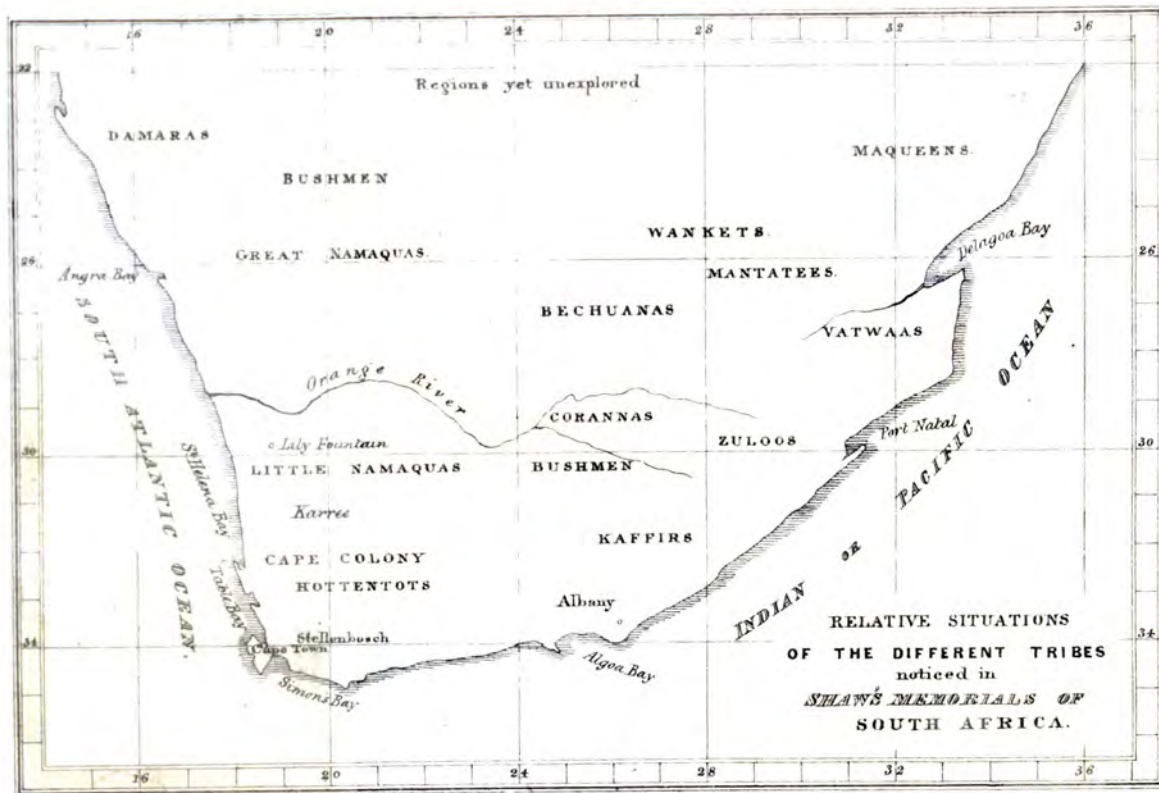 16 20 24 28 32 36
22
Regions yet unexplored
DAMARAS
MAQUEENS.
BUSHMEN
WANKETS.
GREAT NAMAQUAS.
Delagoa Bay
26
26
Angra Bay
MANTATEES.
BECHUANAS
VATWAAS
SOUTH ATLANTIC OCEAN.
Orange River
CORANNAS
Port Natal
Lily Fountain
ZULOOS
30
30
LITTLE NAMAQUAS
BUSHMEN
St Helena Bay
INDIAN OR PACIFIC OCEAN
Karree
KAFFIRS
CAPE COLONY
HOTTENTOTS
Table Bay
Albany
Stellenbosch
34
34
Cape Town
Algoa Bay
Simons Bay
RELATIVE SITUATIONS
OF THE DIFFERENT TRIBES
noticed in
SHAW'S MEMORIALS OF
SOUTH AFRICA.
16 20 24 28 32 36